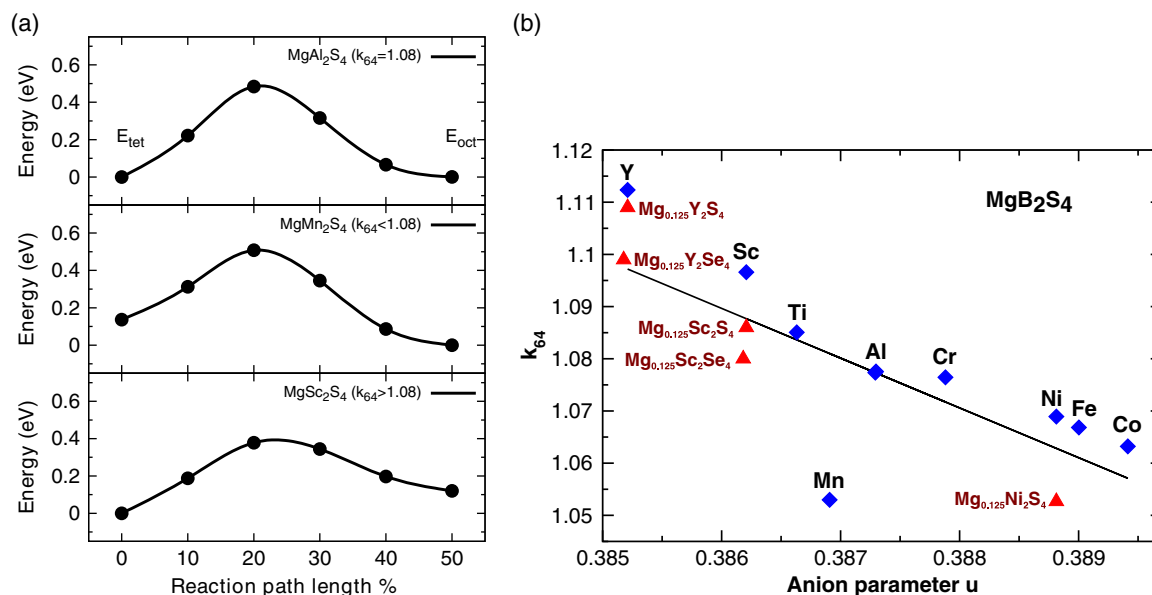 (a)
MgAl2S4 (k64=1.08)
0.6
0.4
0.2
0
Energy (eV)
Etet
Eoct
MgMn2S4 (k64<1.08)
0.6
0.4
0.2
0
Energy (eV)
MgSc2S4 (k64>1.08)
0.6
0.4
0.2
0
Energy (eV)
0 10 20 30 40 50
Reaction path length %
(b)
1.12
1.11
1.1
1.09
1.08
1.07
1.06
1.05
k64
MgB2S4
Y
Mg0.125Y2S4
Mg0.125Y2Se4
Sc
Mg0.125Sc2S4
Mg0.125Sc2Se4
Ti
Al
Cr
Mn
Ni
Fe
Co
Mg0.125Ni2S4
0.385 0.386 0.387 0.388 0.389
Anion parameter u